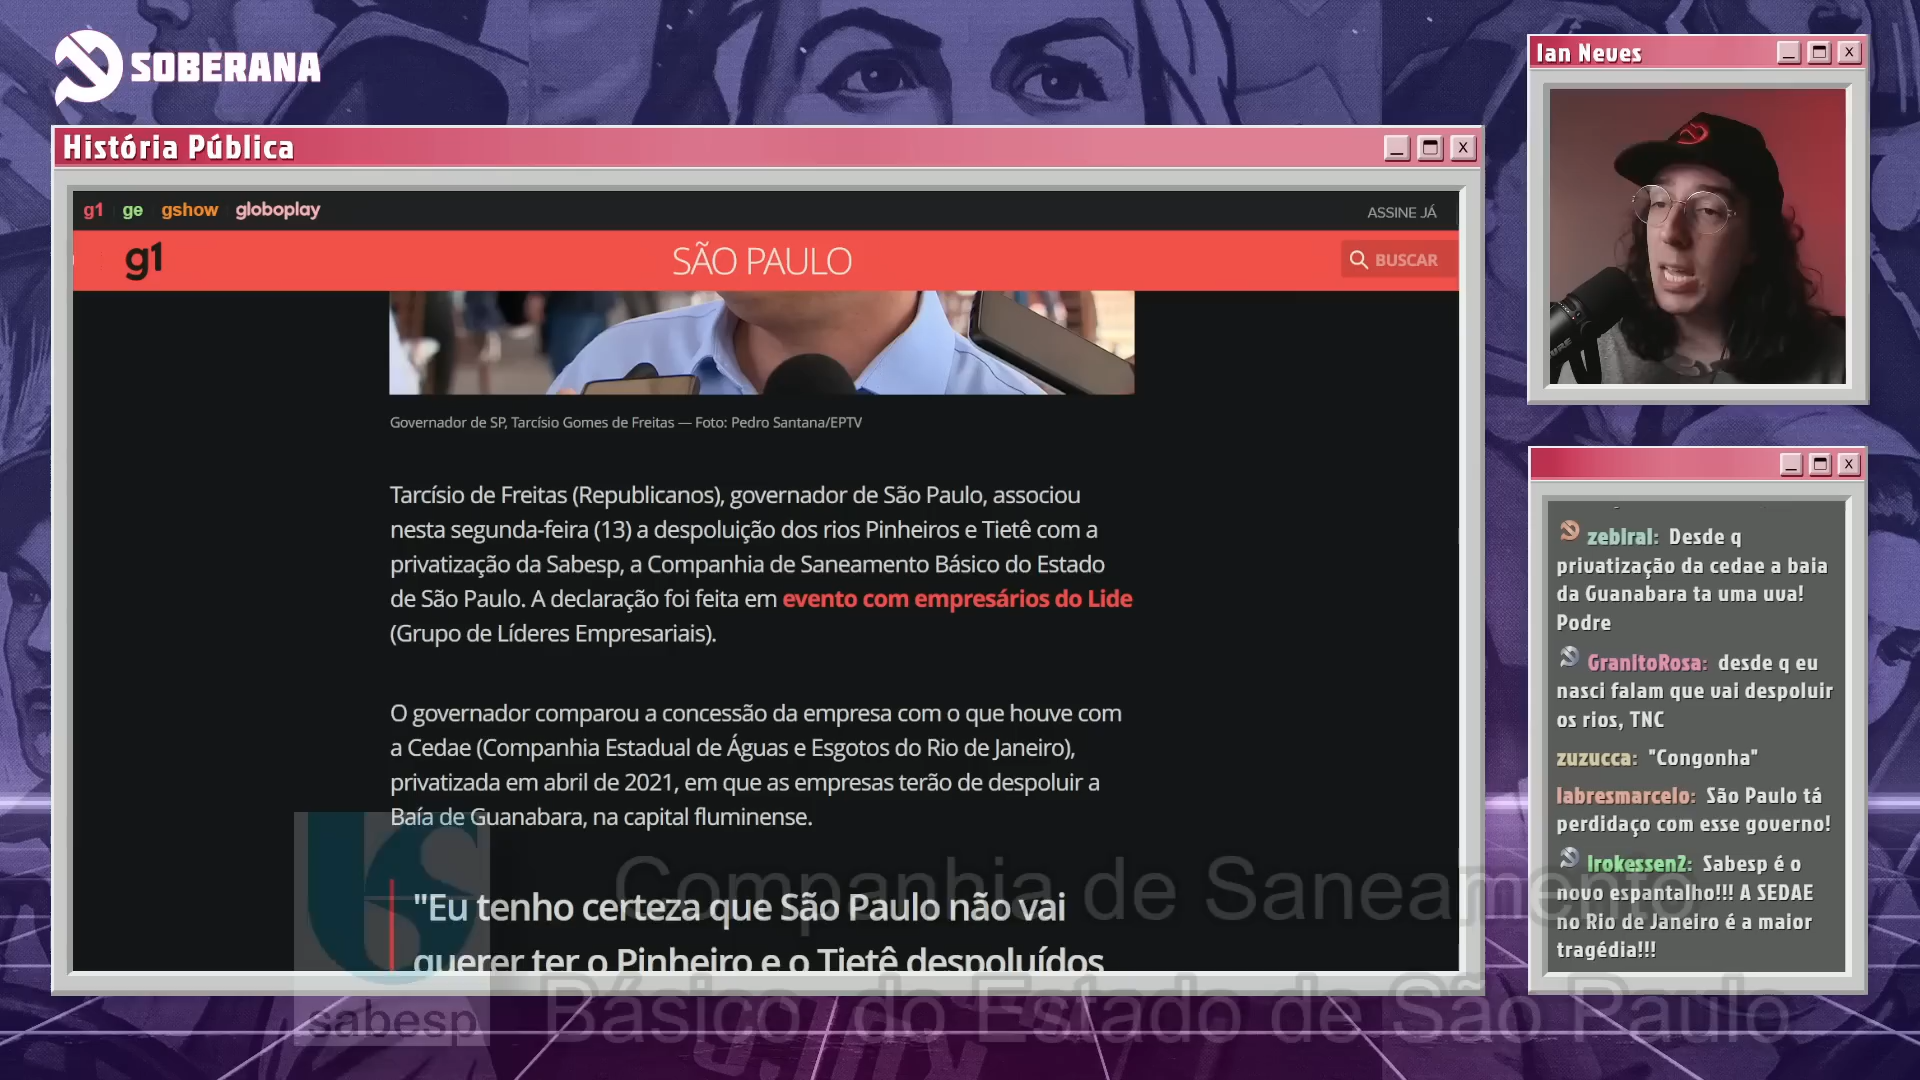 SOBERANA
História Pública
g1 ge gshow globoplay
ASSINE JÁ
g1
SÃO PAULO
BUSCAR
Governador de SP, Tarcísio Gomes de Freitas — Foto: Pedro Santana/EPTV
Tarcísio de Freitas (Republicanos), governador de São Paulo, associou
nesta segunda-feira (13) a despoluição dos rios Pinheiros e Tietê com a
privatização da Sabesp, a Companhia de Saneamento Básico do Estado
de São Paulo. A declaração foi feita em evento com empresários do Lide
(Grupo de Líderes Empresariais).
O governador comparou a concessão da empresa com o que houve com
a Cedae (Companhia Estadual de Águas e Esgotos do Rio de Janeiro),
privatizada em abril de 2021, em que as empresas terão de despoluir a
Baía de Guanabara, na capital fluminense.
"Eu tenho certeza que São Paulo não vai
querer ter o Pinheiro e o Tietê despoluídos
Companhia de Saneamento
Básico do Estado de São Paulo
sabesp
Ian Neves
zebiral: Desde q
privatização da cedae a baia
da Guanabara ta uma uva!
Podre
GranitoRosa: desde q eu
nasci falam que vai despoluir
os rios, TNC
zuzucca: "Congonha"
labresmarcelo: São Paulo tá
perdidaço com esse governo!
irokessen2: Sabesp é o
novo espantalho!!! A SEDAE
no Rio de Janeiro é a maior
tragédia!!!